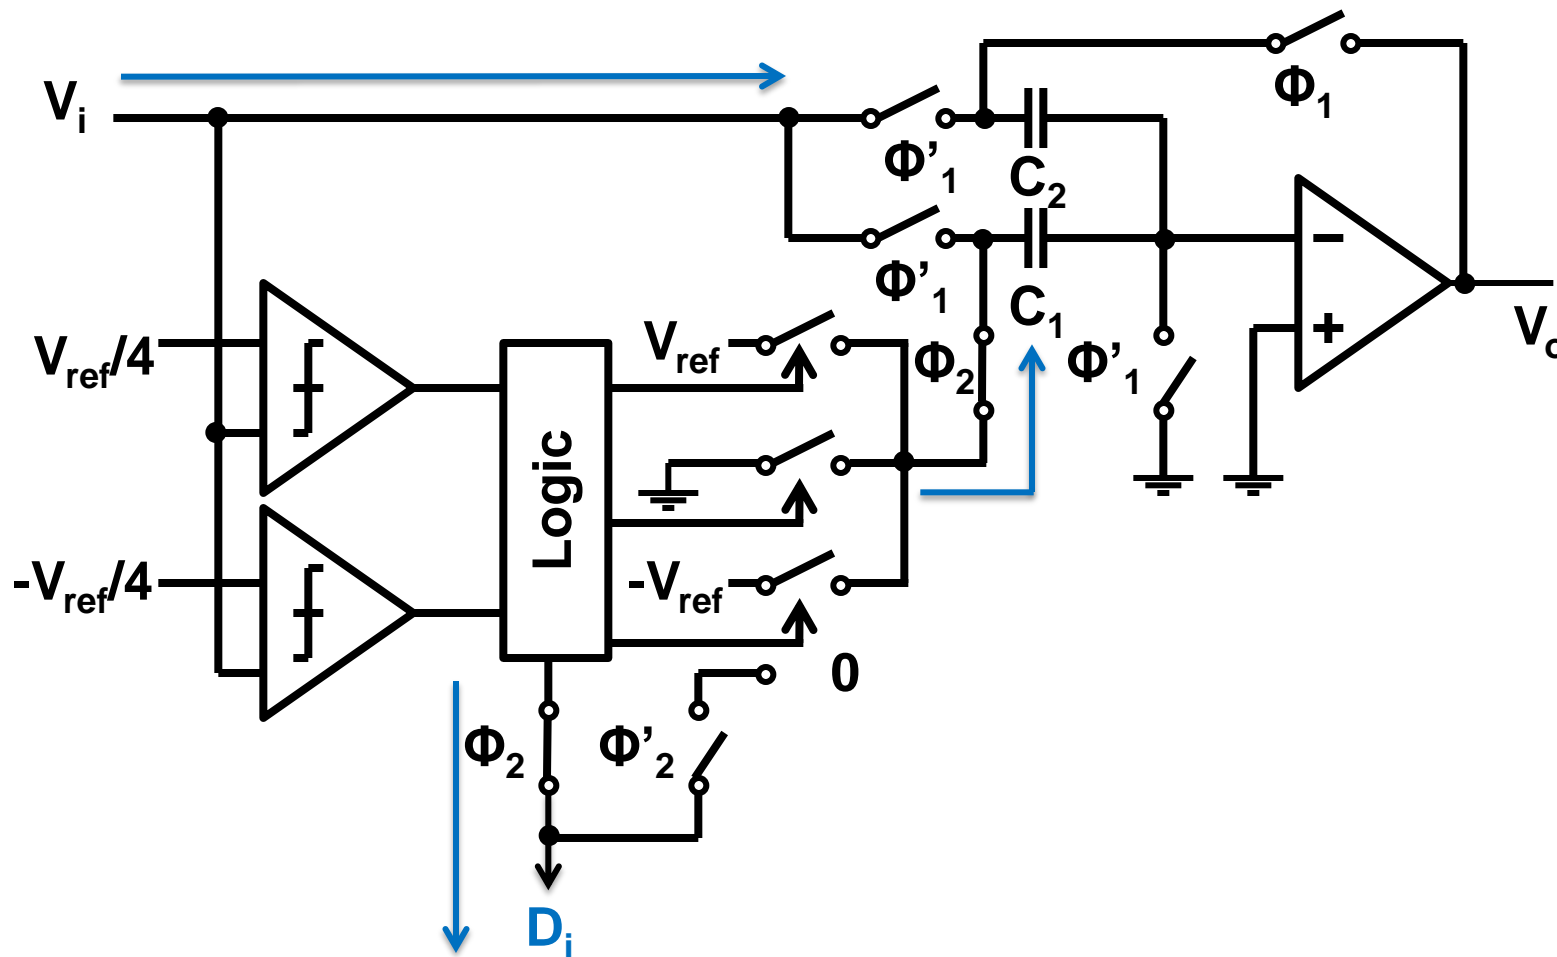 Vi
Φ1
Φ'1
C2
Φ'1
C1
Vref/4
Vref
Φ2
Φ'1
Vo
Logic
-Vref/4
-Vref
0
Φ2
Φ'2
Di